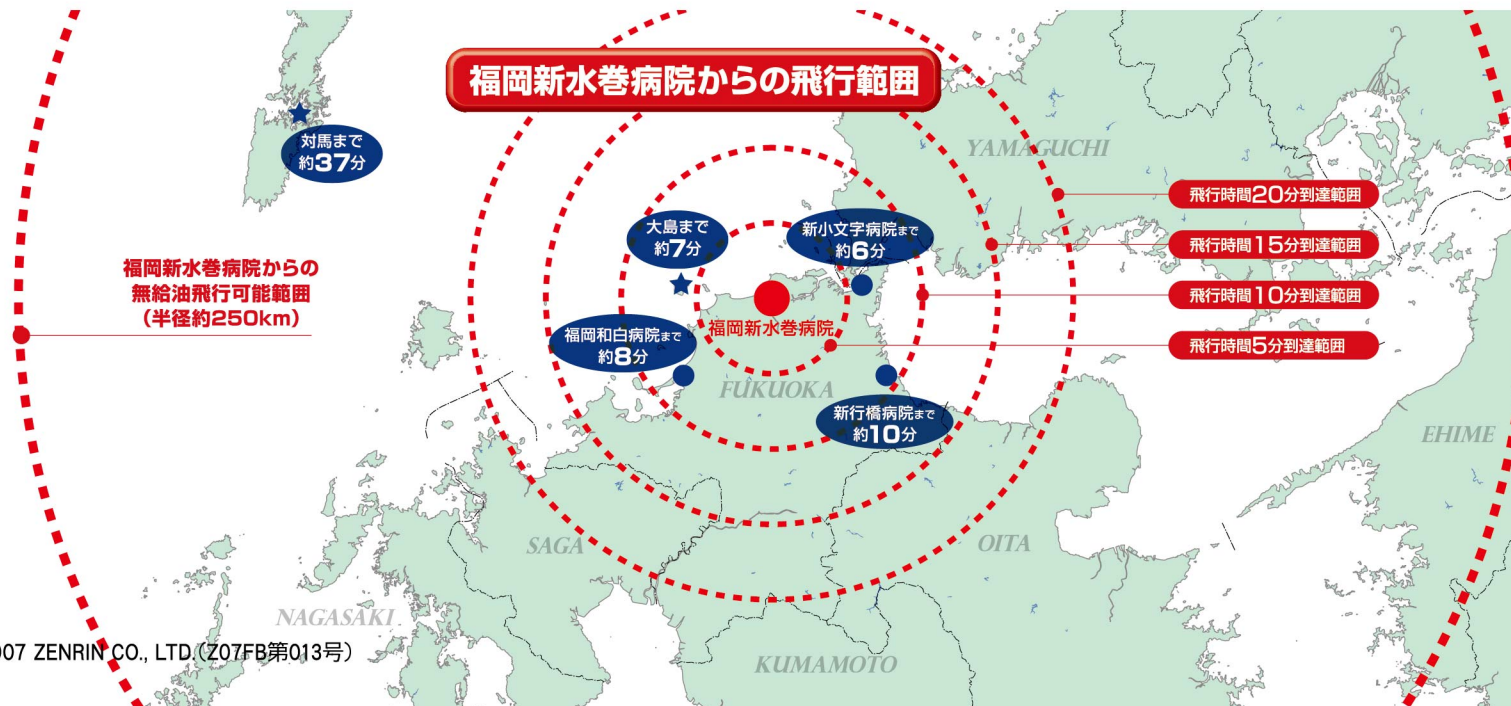 福岡新水巻病院からの飛行範囲
対馬まで
約37分
YAMAGUCHI
飛行時間20分到達範囲
大島まで
約7分
新小文字病院まで
約6分
飛行時間15分到達範囲
福岡新水巻病院からの
無給油飛行可能範囲
（半径約250km）
飛行時間10分到達範囲
福岡新水巻病院
福岡和白病院まで
約8分
飛行時間5分到達範囲
FUKUOKA
新行橋病院まで
約10分
EHIME
SAGA
OITA
NAGASAKI
007 ZENRIN CO., LTD.（Z07FB第013号）
KUMAMOTO